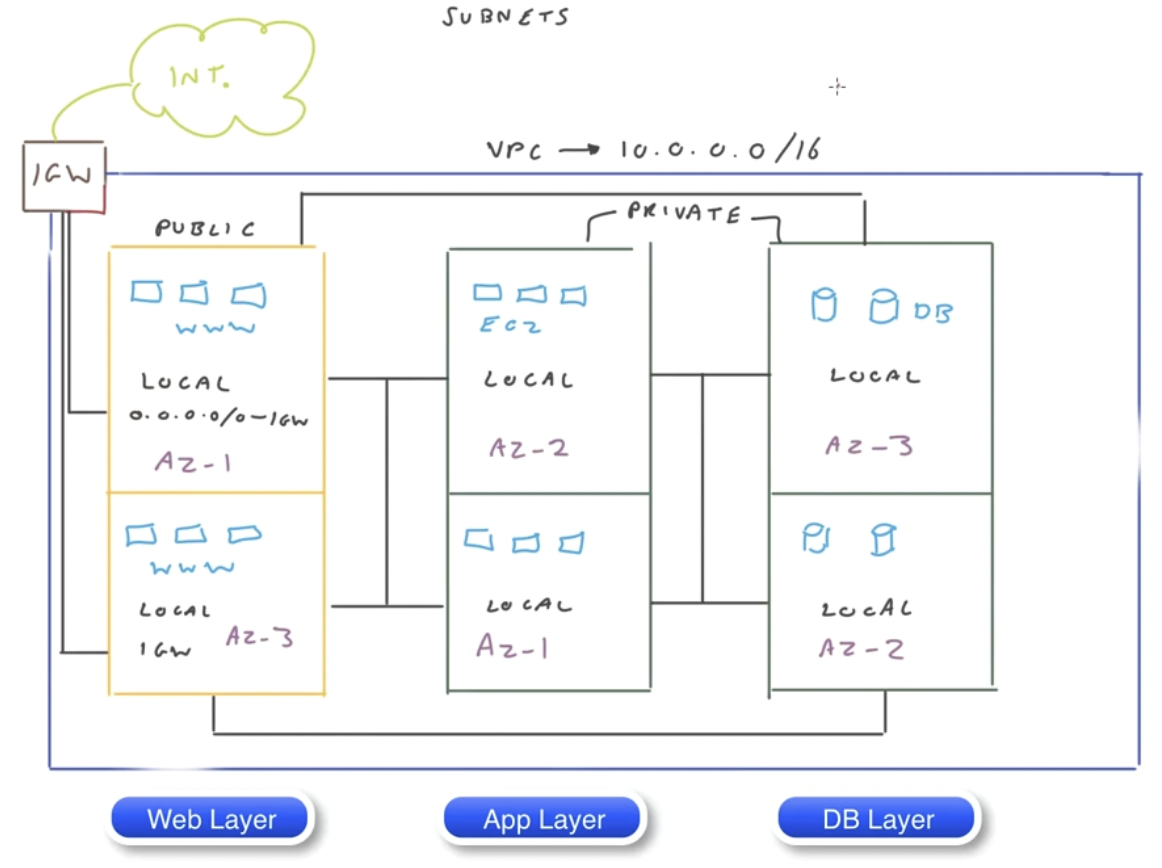 SUBNETS
INT.
VPC → 10.0.0.0/16
IGW
PUBLIC
PRIVATE
WWW
LOCAL
0.0.0.0/0-IGW
AZ-1
EC2
LOCAL
AZ-2
DB
LOCAL
AZ-3
WWW
LOCAL
IGW
AZ-3
LOCAL
AZ-1
LOCAL
AZ-2
Web Layer
App Layer
DB Layer